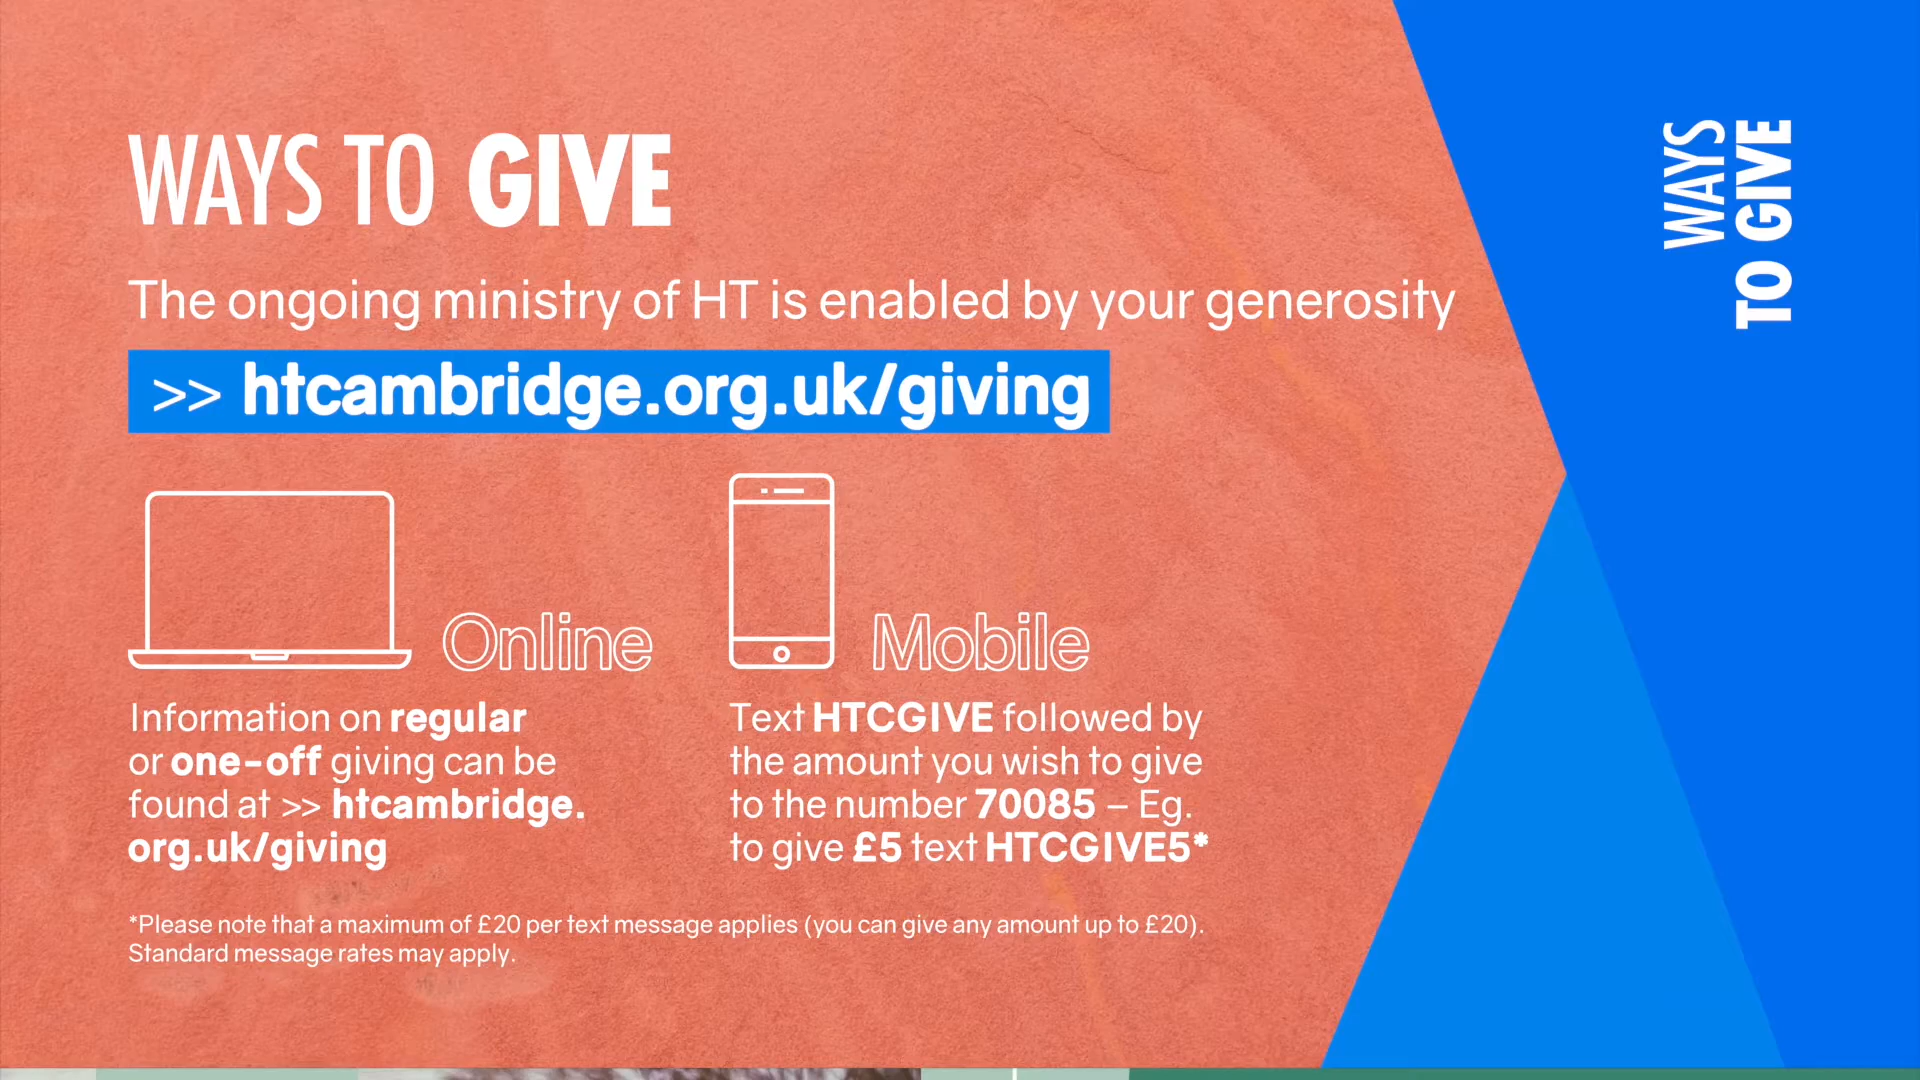 WAYS TO GIVE
The ongoing ministry of HT is enabled by your generosity
>> htcambridge.org.uk/giving
Online
Information on regular
or one-off giving can be
found at >> htcambridge.
org.uk/giving
Mobile
Text HTCGIVE followed by
the amount you wish to give
to the number 70085 – Eg.
to give £5 text HTCGIVE5*
*Please note that a maximum of £20 per text message applies (you can give any amount up to £20).
Standard message rates may apply.
WAYS
TO GIVE